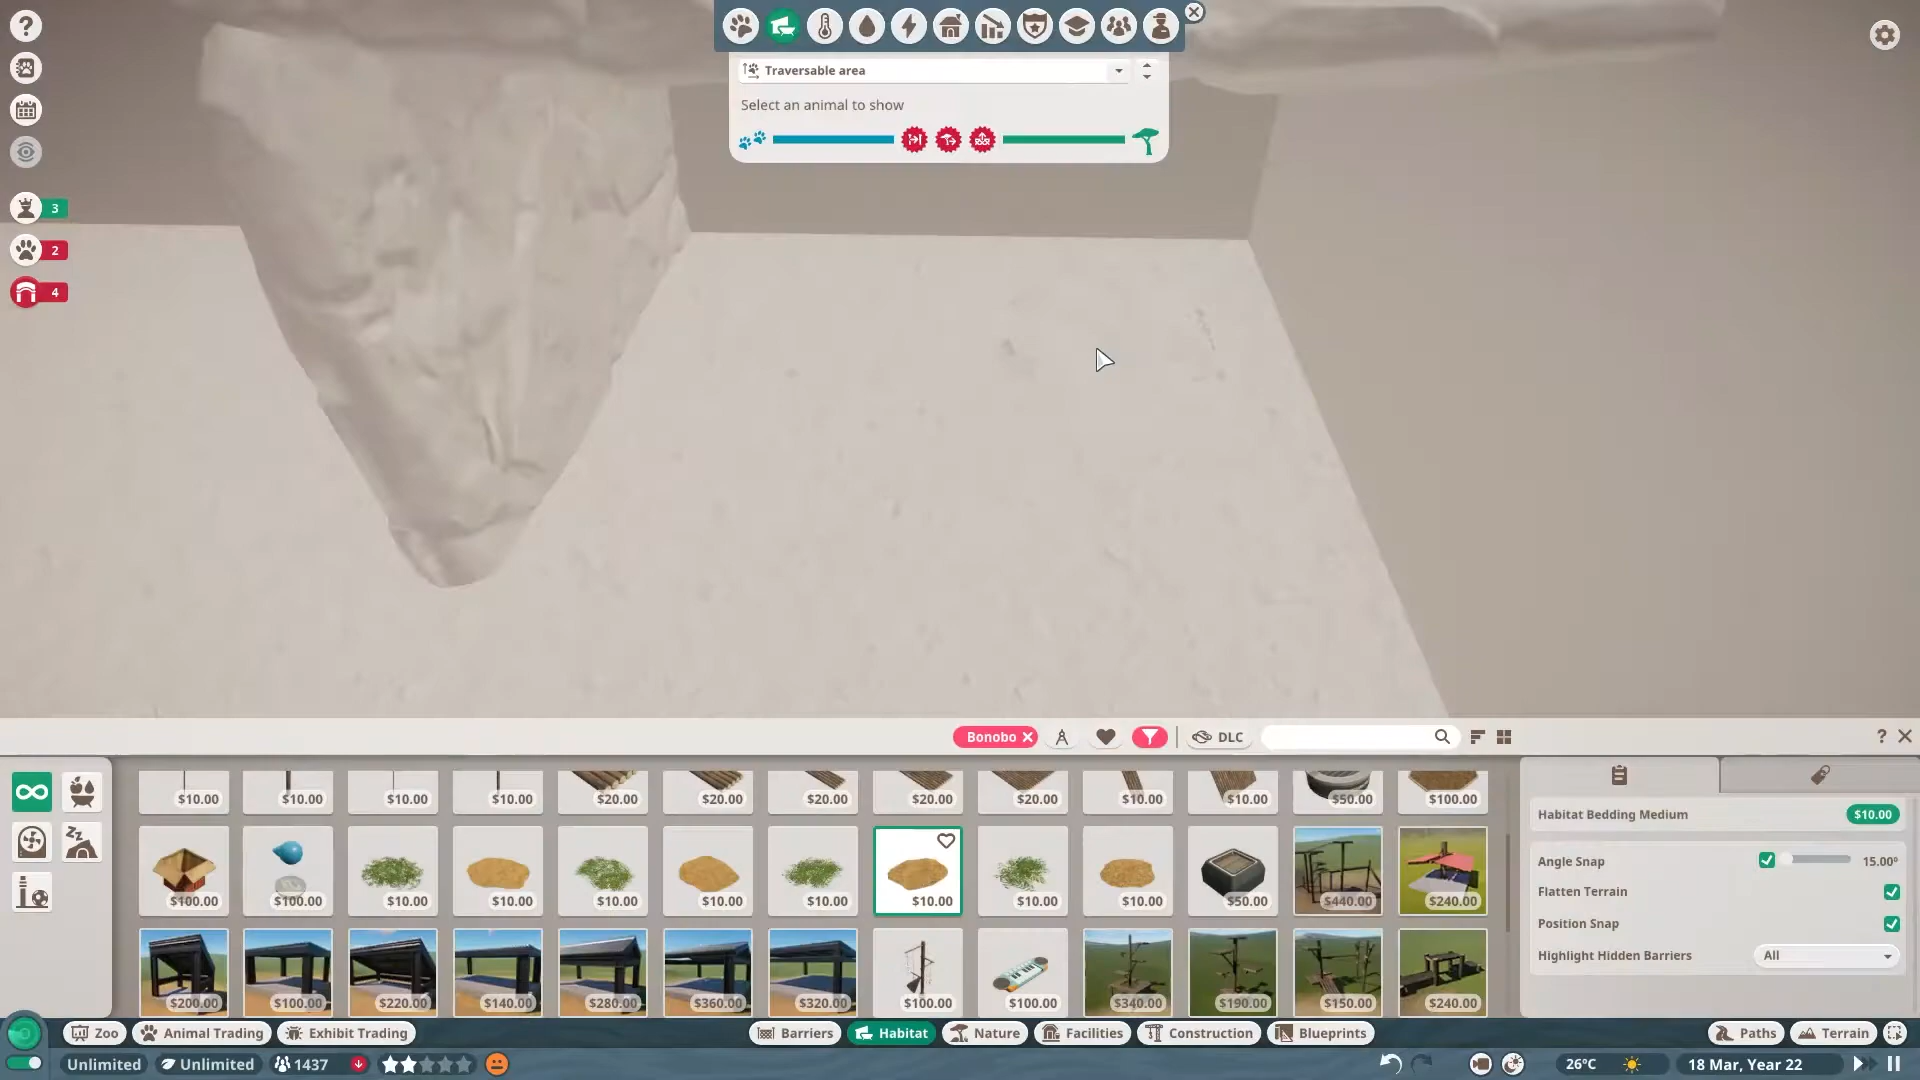 Traversable area
Select an animal to show
3
2
4
Bonobo
DLC
$10.00 $10.00 $10.00 $10.00 $20.00 $20.00 $20.00 $20.00 $20.00 $10.00 $10.00 $50.00 $100.00
$100.00 $100.00 $10.00 $10.00 $10.00 $10.00 $10.00 $10.00 $10.00 $10.00 $50.00 $440.00 $240.00
$200.00 $100.00 $220.00 $140.00 $280.00 $360.00 $320.00 $100.00 $100.00 $340.00 $190.00 $150.00 $240.00
Habitat Bedding Medium $10.00
Angle Snap 15.00°
Flatten Terrain
Position Snap
Highlight Hidden Barriers All
Zoo Animal Trading Exhibit Trading Barriers Habitat Nature Facilities Construction Blueprints Paths Terrain
Unlimited Unlimited 1437 26°C 18 Mar, Year 22